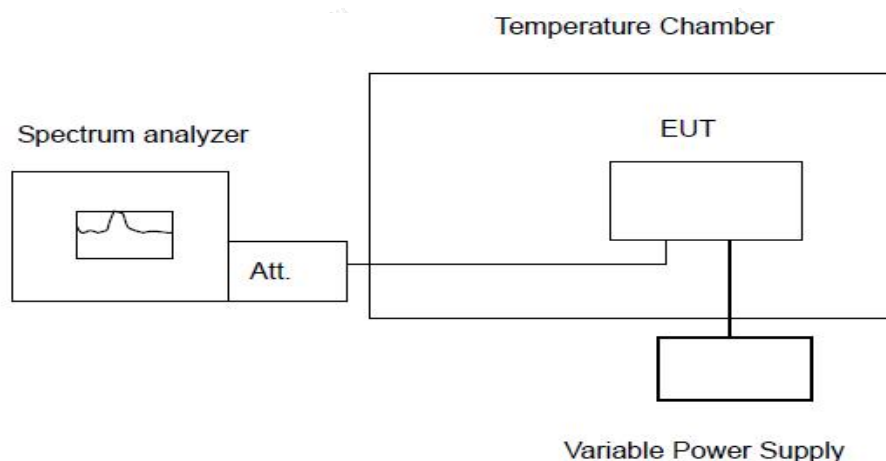 Temperature Chamber
Spectrum analyzer
EUT
Att.
Variable Power Supply